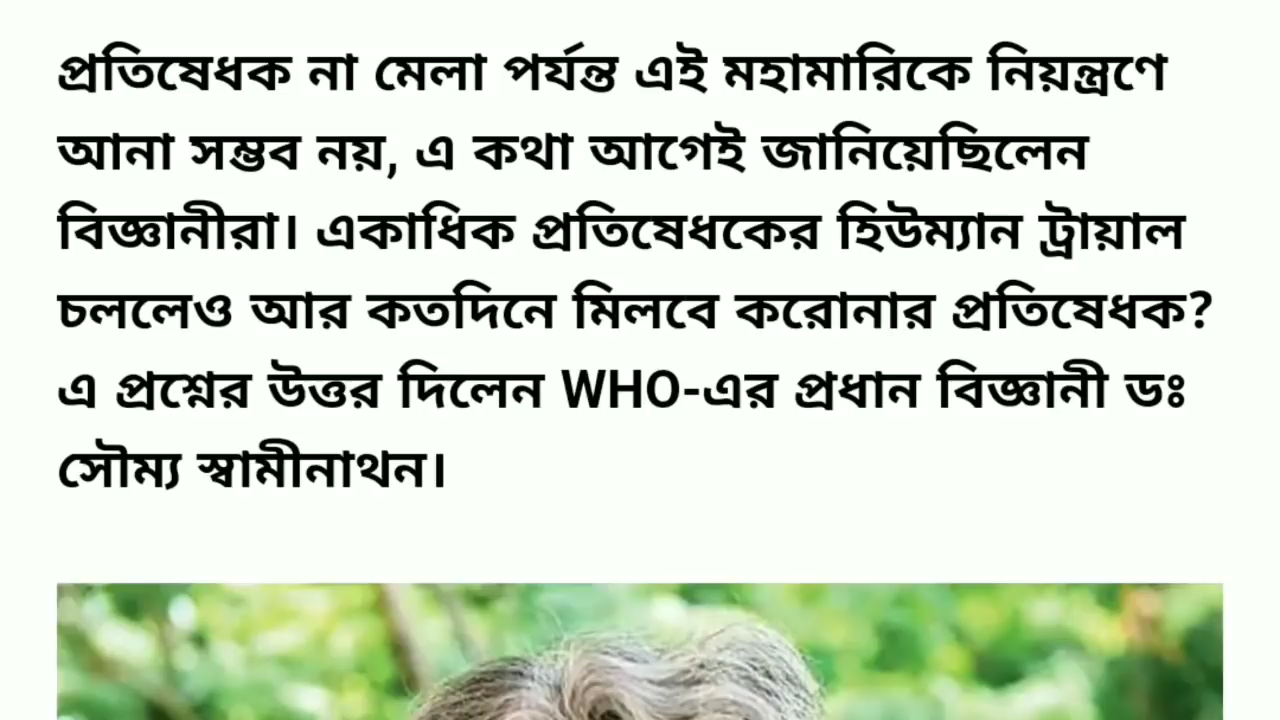 প্রতিষেধক না মেলা পর্যন্ত এই মহামারিকে নিয়ন্ত্রণে
আনা সম্ভব নয়, এ কথা আগেই জানিয়েছিলেন
বিজ্ঞানীরা। একাধিক প্রতিষেধকের হিউম্যান ট্রায়াল
চললেও আর কতদিনে মিলবে করোনার প্রতিষেধক?
এ প্রশ্নের উত্তর দিলেন WHO-এর প্রধান বিজ্ঞানী ডঃ
সৌম্য স্বামীনাথন।